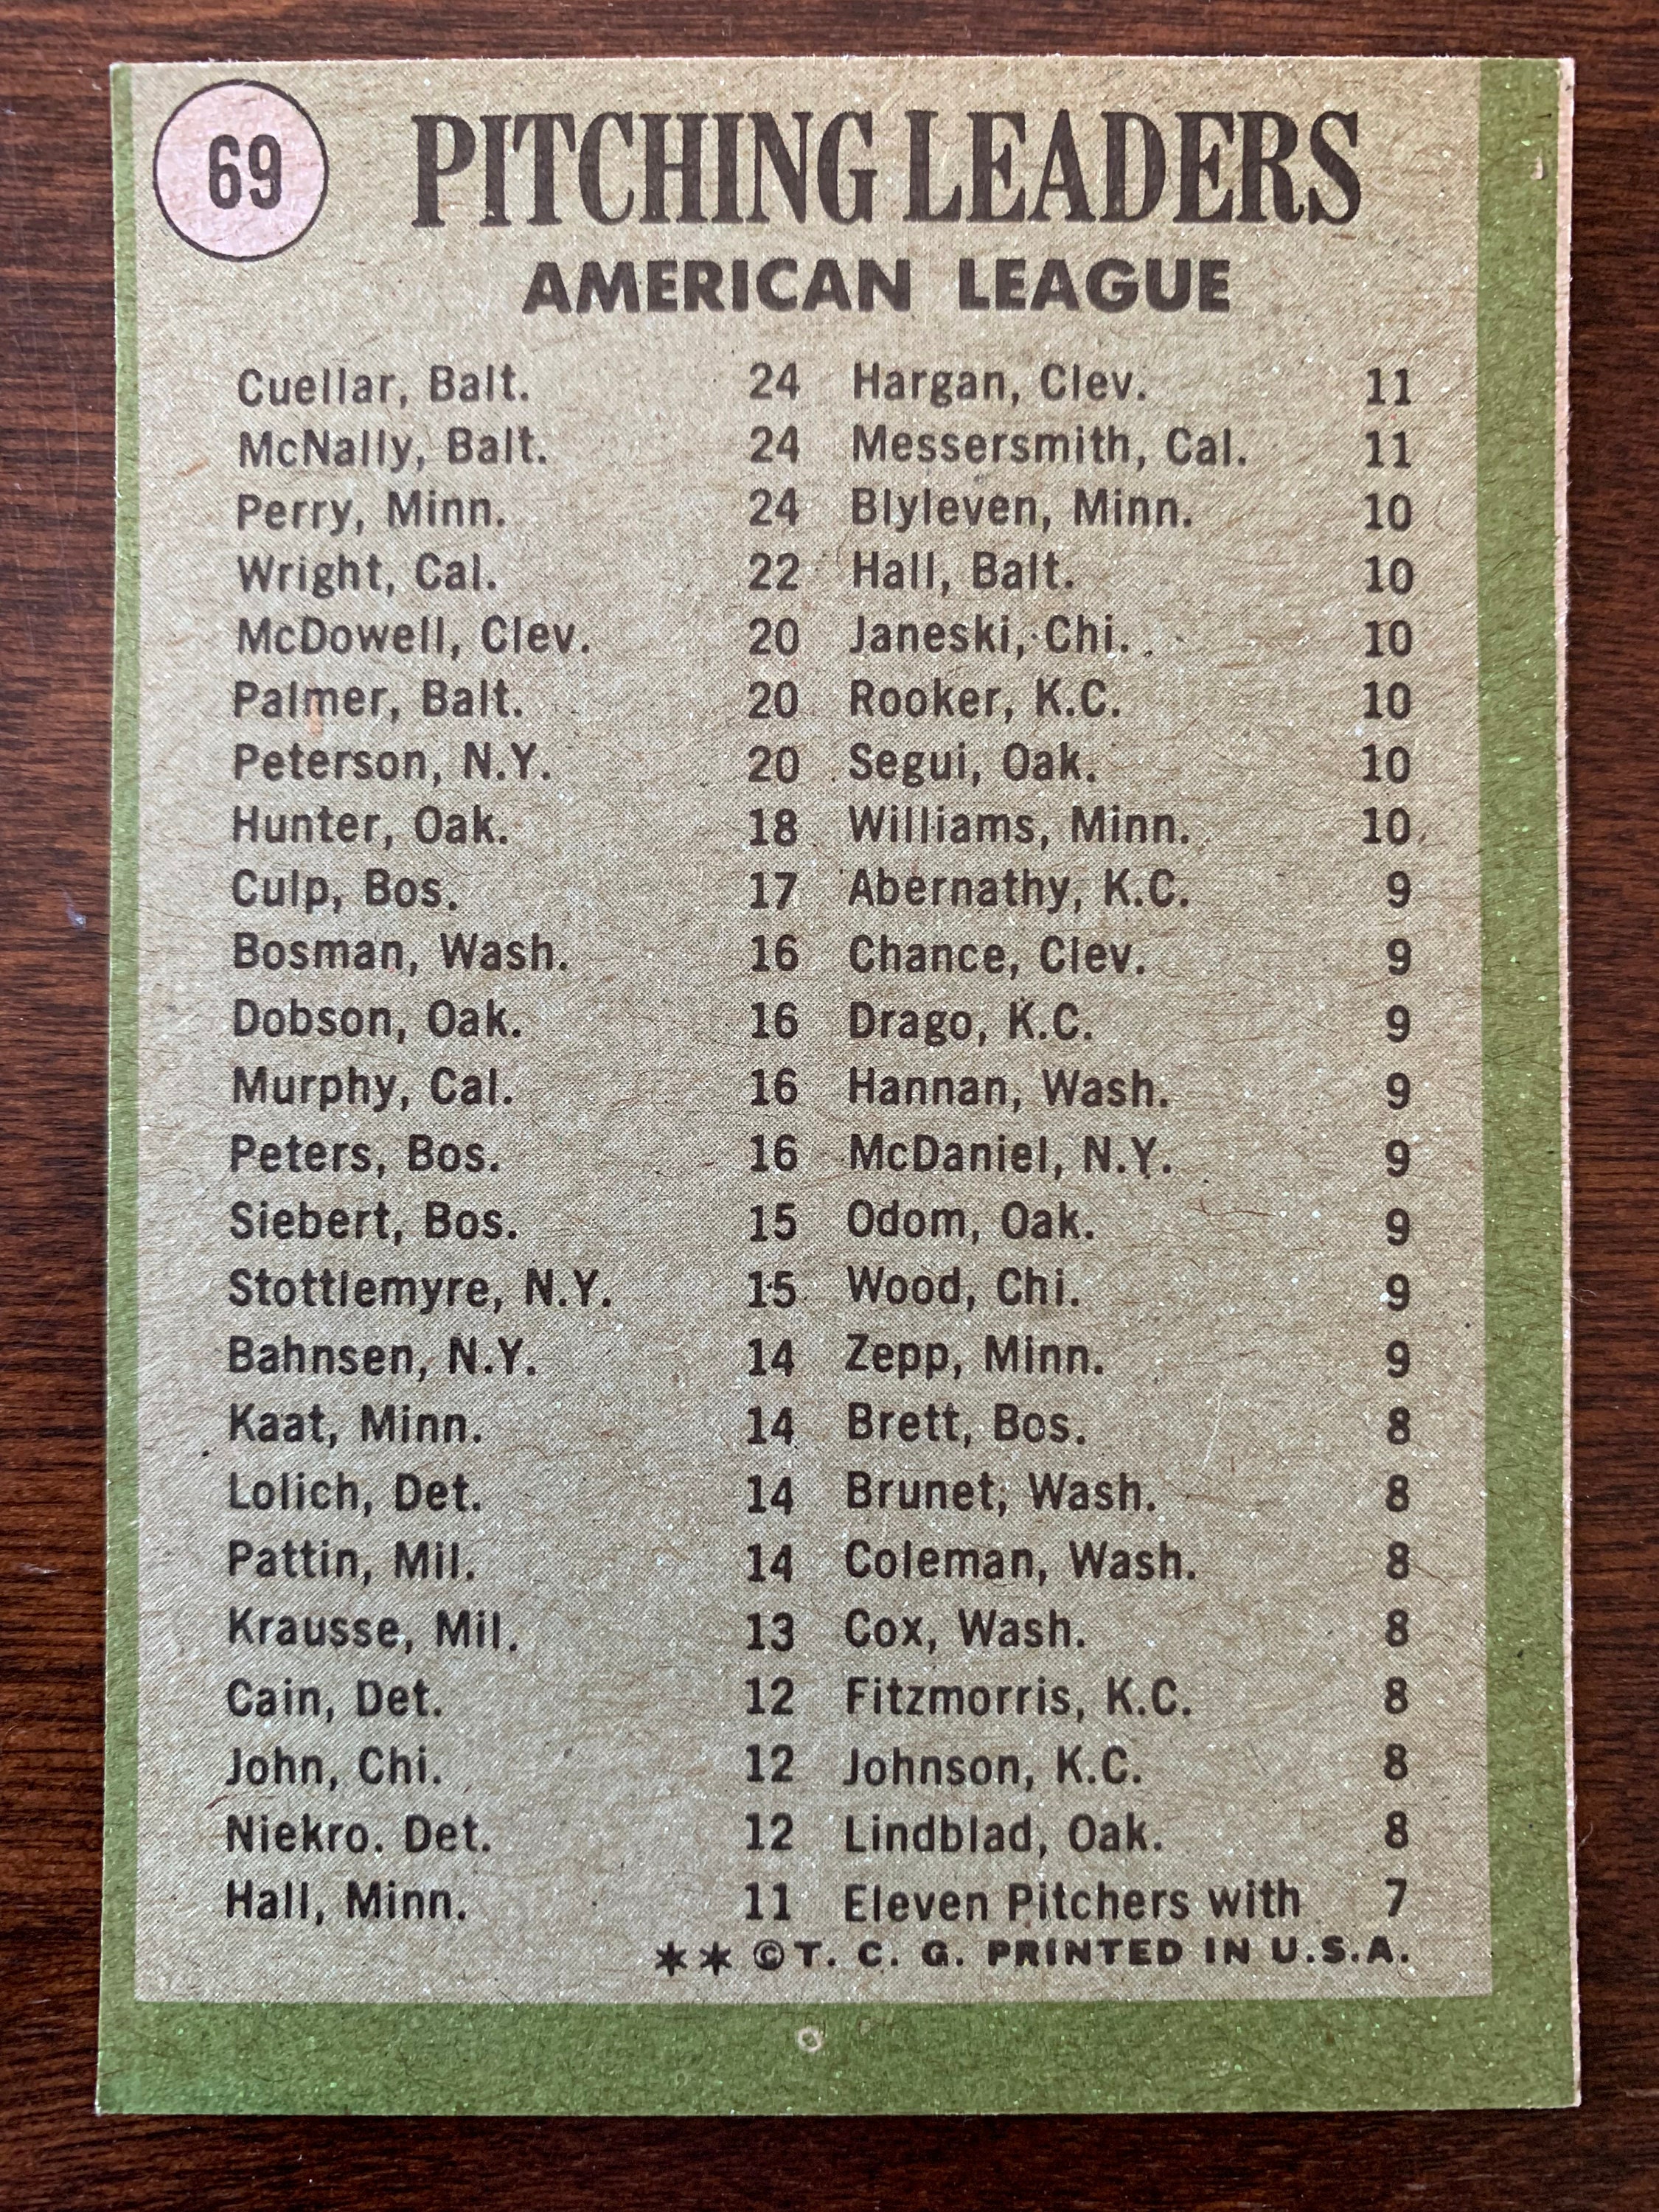 69
PITCHING LEADERS
AMERICAN LEAGUE
Cuellar, Balt. 24
McNally, Balt. 24
Perry, Minn. 24
Wright, Cal. 22
McDowell, Clev. 20
Palmer, Balt. 20
Peterson, N.Y. 20
Hunter, Oak. 18
Culp, Bos. 17
Bosman, Wash. 16
Dobson, Oak. 16
Murphy, Cal. 16
Peters, Bos. 16
Siebert, Bos. 15
Stottlemyre, N.Y. 15
Bahnsen, N.Y. 14
Kaat, Minn. 14
Lolich, Det. 14
Pattin, Mil. 14
Krausse, Mil. 13
Cain, Det. 12
John, Chi. 12
Niekro. Det. 12
Hall, Minn. 11
Hargan, Clev. 11
Messersmith, Cal. 11
Blyleven, Minn. 10
Hall, Balt. 10
Janeski, Chi. 10
Rooker, K.C. 10
Segui, Oak. 10
Williams, Minn. 10
Abernathy, K.C. 9
Chance, Clev. 9
Drago, K.C. 9
Hannan, Wash. 9
McDaniel, N.Y. 9
Odom, Oak. 9
Wood, Chi. 9
Zepp, Minn. 9
Brett, Bos. 8
Brunet, Wash. 8
Coleman, Wash. 8
Cox, Wash. 8
Fitzmorris, K.C. 8
Johnson, K.C. 8
Lindblad, Oak. 8
Eleven Pitchers with 7
✶✶ ©T. C. G. PRINTED IN U.S.A.